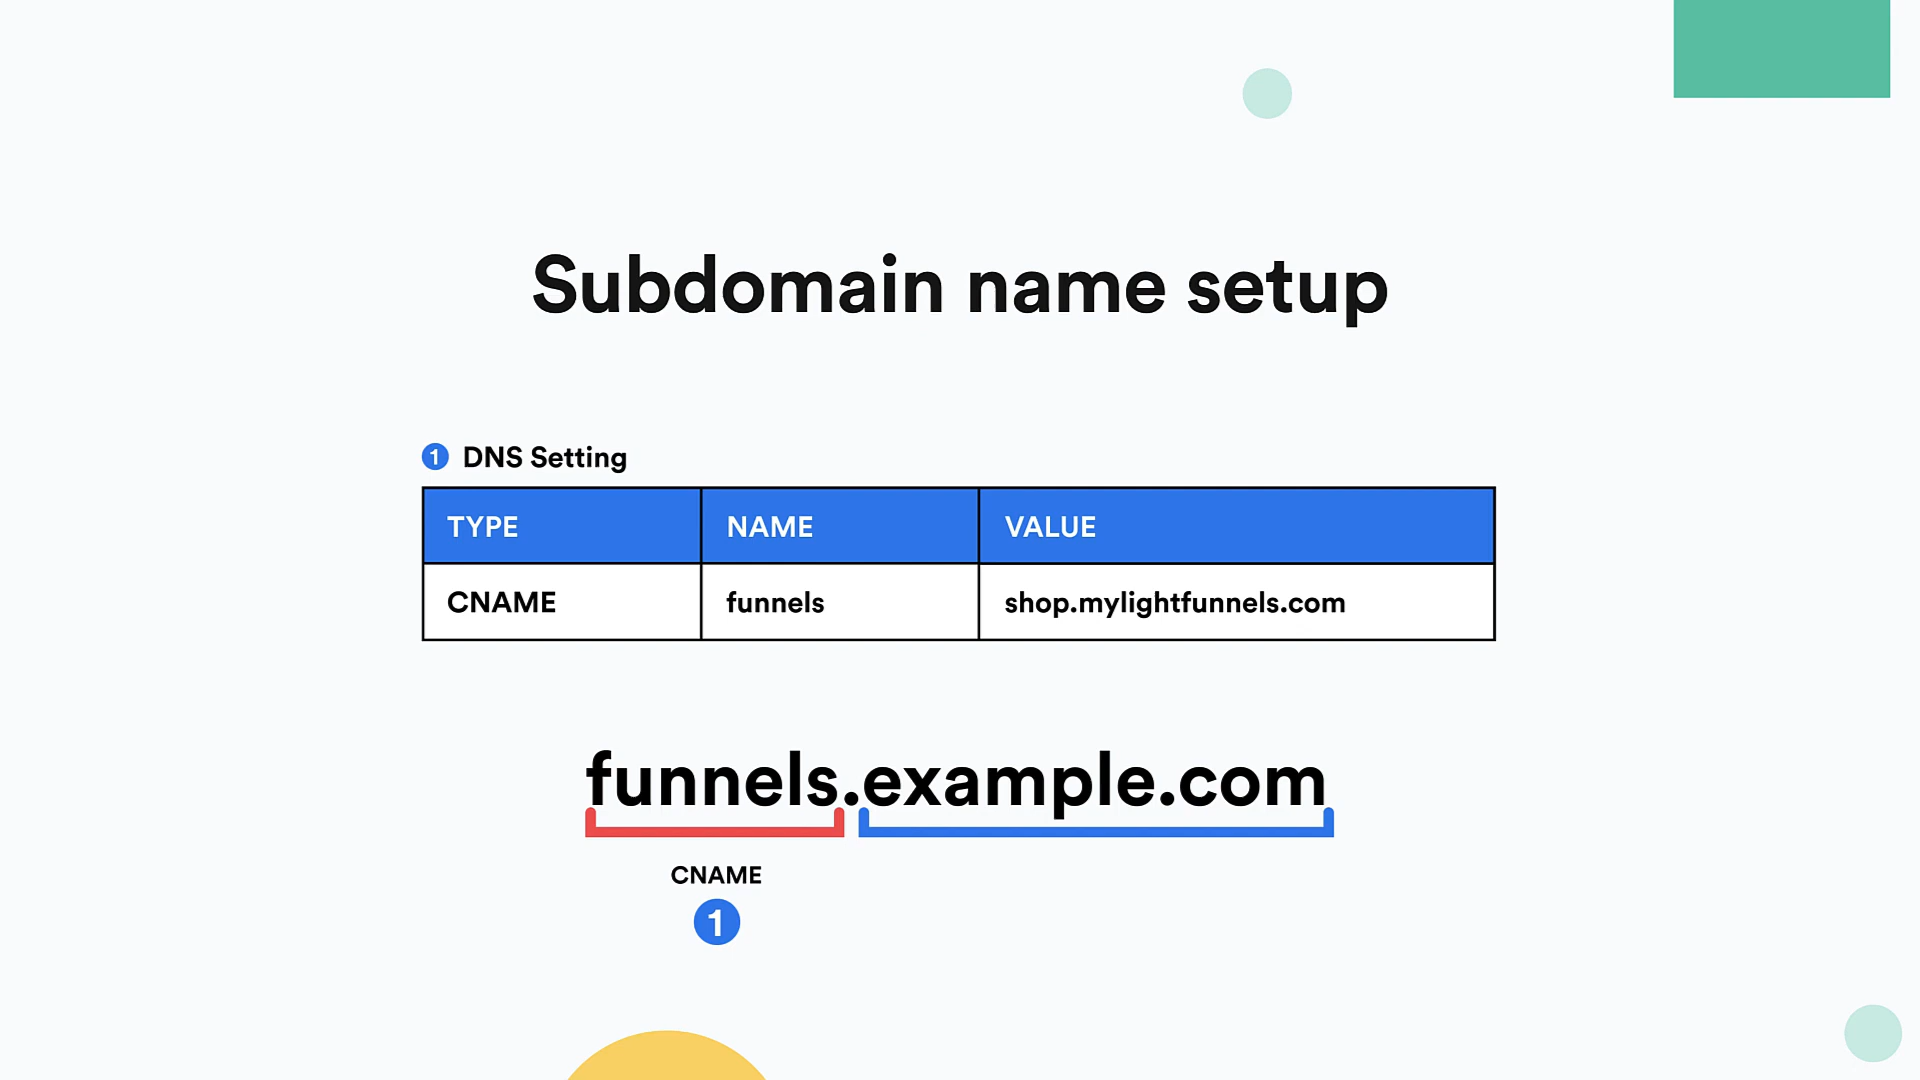 Subdomain name setup
1 DNS Setting
TYPE NAME VALUE
CNAME funnels shop.mylightfunnels.com
funnels.example.com
CNAME
1